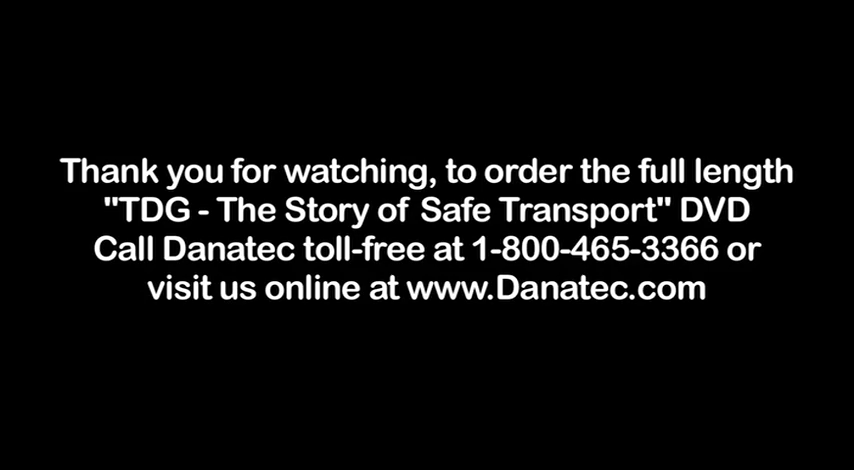 Thank you for watching, to order the full length
"TDG - The Story of Safe Transport" DVD
Call Danatec toll-free at 1-800-465-3366 or
visit us online at www.Danatec.com